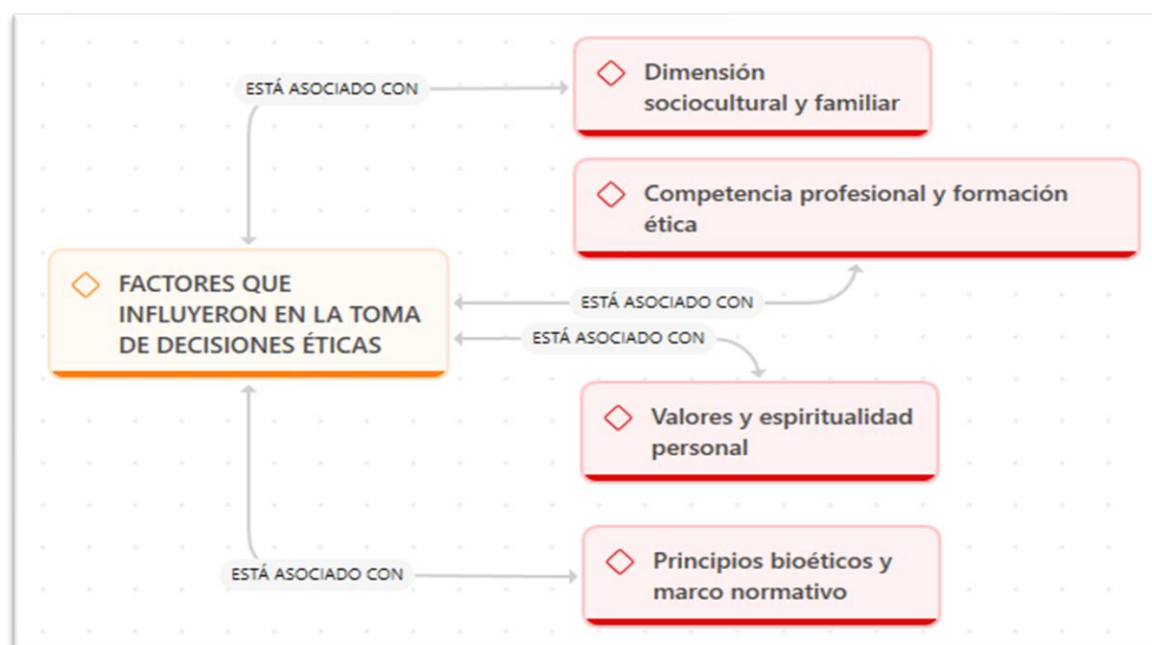 ESTÁ ASOCIADO CON
Dimensión
sociocultural y familiar
Competencia profesional y formación
ética
FACTORES QUE
INFLUYERON EN LA TOMA
DE DECISIONES ÉTICAS
ESTÁ ASOCIADO CON
ESTÁ ASOCIADO CON
Valores y espiritualidad
personal
ESTÁ ASOCIADO CON
Principios bioéticos y
marco normativo